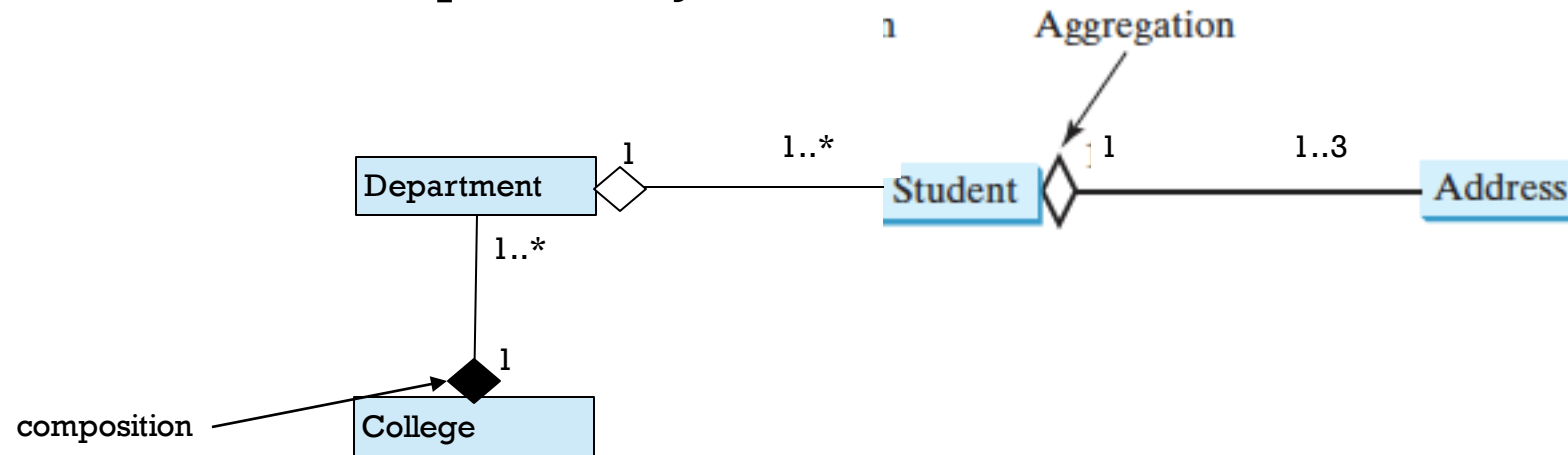 Aggregation
1
1..*
1
1..3
Department
Student
Address
1..*
1
composition
College